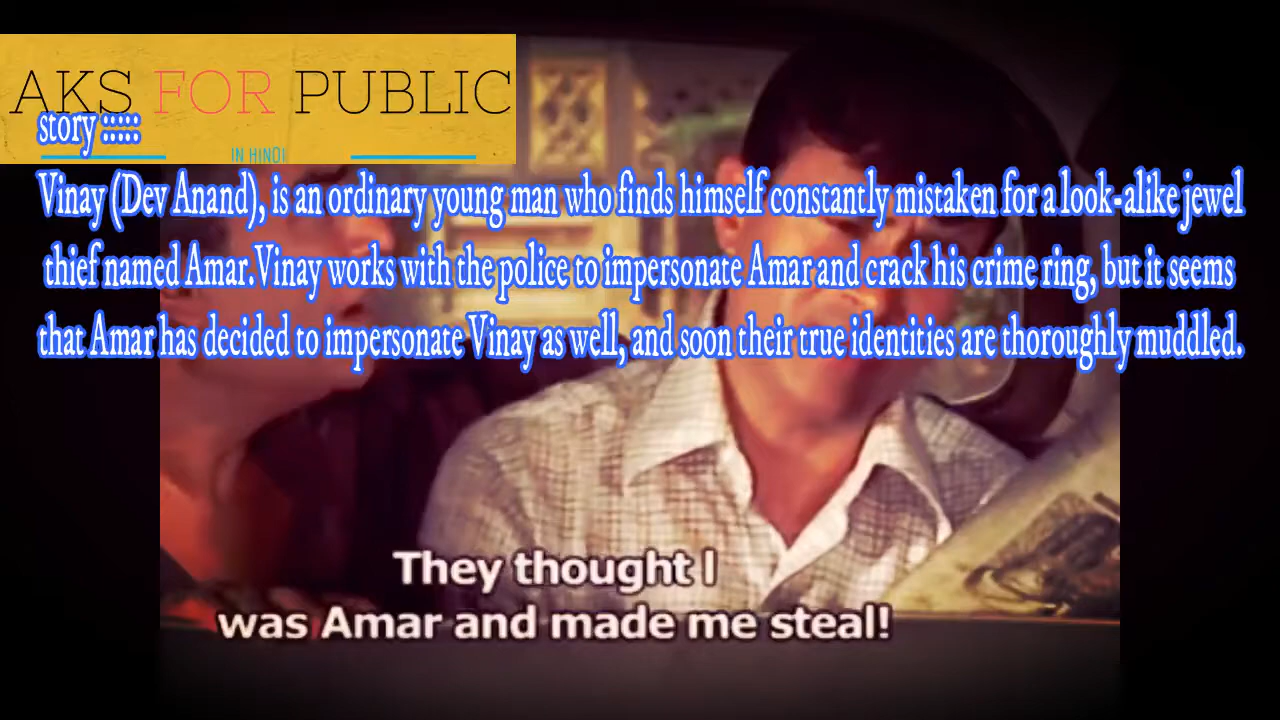 AKS FOR PUBLIC
story :::::
IN HINDI
Vinay (Dev Anand), is an ordinary young man who finds himself constantly mistaken for a look-alike jewel
thief named Amar.Vinay works with the police to impersonate Amar and crack his crime ring, but it seems
that Amar has decided to impersonate Vinay as well, and soon their true identities are thoroughly muddled.
They thought I
was Amar and made me steal!